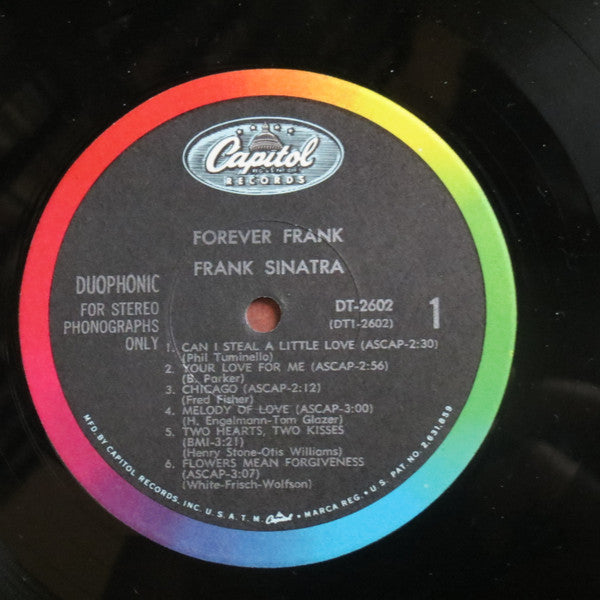 Capitol
RECORDS
FOREVER FRANK
FRANK SINATRA
DUOPHONIC
FOR STEREO
PHONOGRAPHS
ONLY
DT-2602
(DT1-2602)
1
1. CAN I STEAL A LITTLE LOVE (ASCAP-2:30)
(Phil Tuminello)
2. YOUR LOVE FOR ME (ASCAP-2:56)
(B. Parker)
3. CHICAGO (ASCAP-2:12)
(Fred Fisher)
4. MELODY OF LOVE (ASCAP-3:00)
(H. Engelmann-Tom Glazer)
5. TWO HEARTS, TWO KISSES
(BMI-3:21)
(Henry Stone-Otis Williams)
6. FLOWERS MEAN FORGIVENESS
(ASCAP-3:07)
(White-Frisch-Wolfson)
MFD. BY CAPITOL RECORDS, INC. U.S.A. T.M. Capitol • MARCA REG. • U.S. PAT. NO. 2,631,859